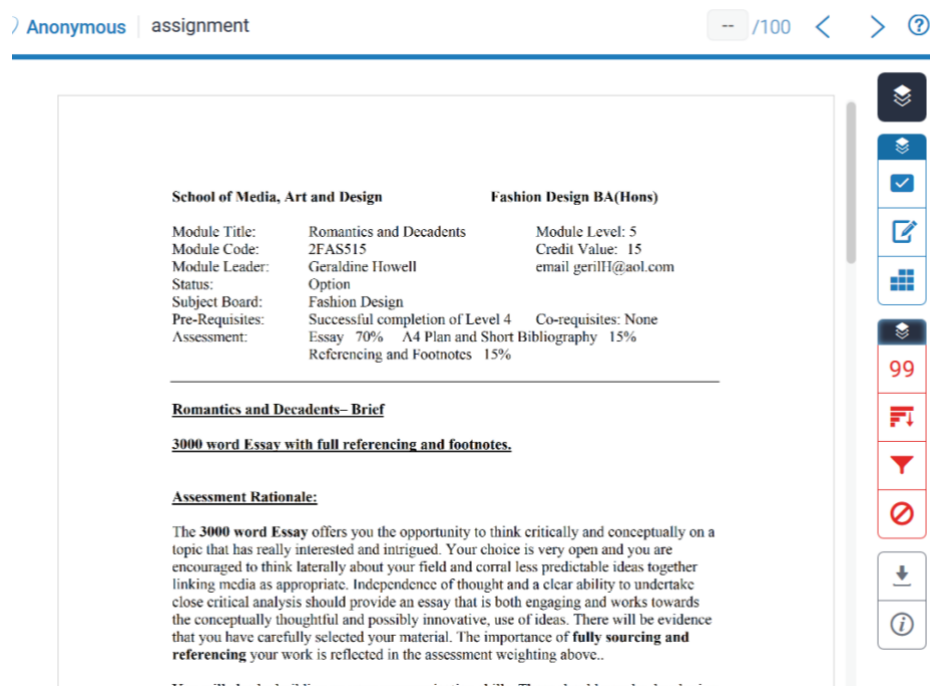 Anonymous assignment -- /100
School of Media, Art and Design Fashion Design BA(Hons)
Module Title: Romantics and Decadents Module Level: 5
Module Code: 2FAS515 Credit Value: 15
Module Leader: Geraldine Howell email gerilH@aol.com
Status: Option
Subject Board: Fashion Design
Pre-Requisites: Successful completion of Level 4 Co-requisites: None
Assessment: Essay 70% A4 Plan and Short Bibliography 15%
Referencing and Footnotes 15%
Romantics and Decadents– Brief
3000 word Essay with full referencing and footnotes.
Assessment Rationale:
The 3000 word Essay offers you the opportunity to think critically and conceptually on a
topic that has really interested and intrigued. Your choice is very open and you are
encouraged to think laterally about your field and corral less predictable ideas together
linking media as appropriate. Independence of thought and a clear ability to undertake
close critical analysis should provide an essay that is both engaging and works towards
the conceptually thoughtful and possibly innovative, use of ideas. There will be evidence
that you have carefully selected your material. The importance of fully sourcing and
referencing your work is reflected in the assessment weighting above..
99